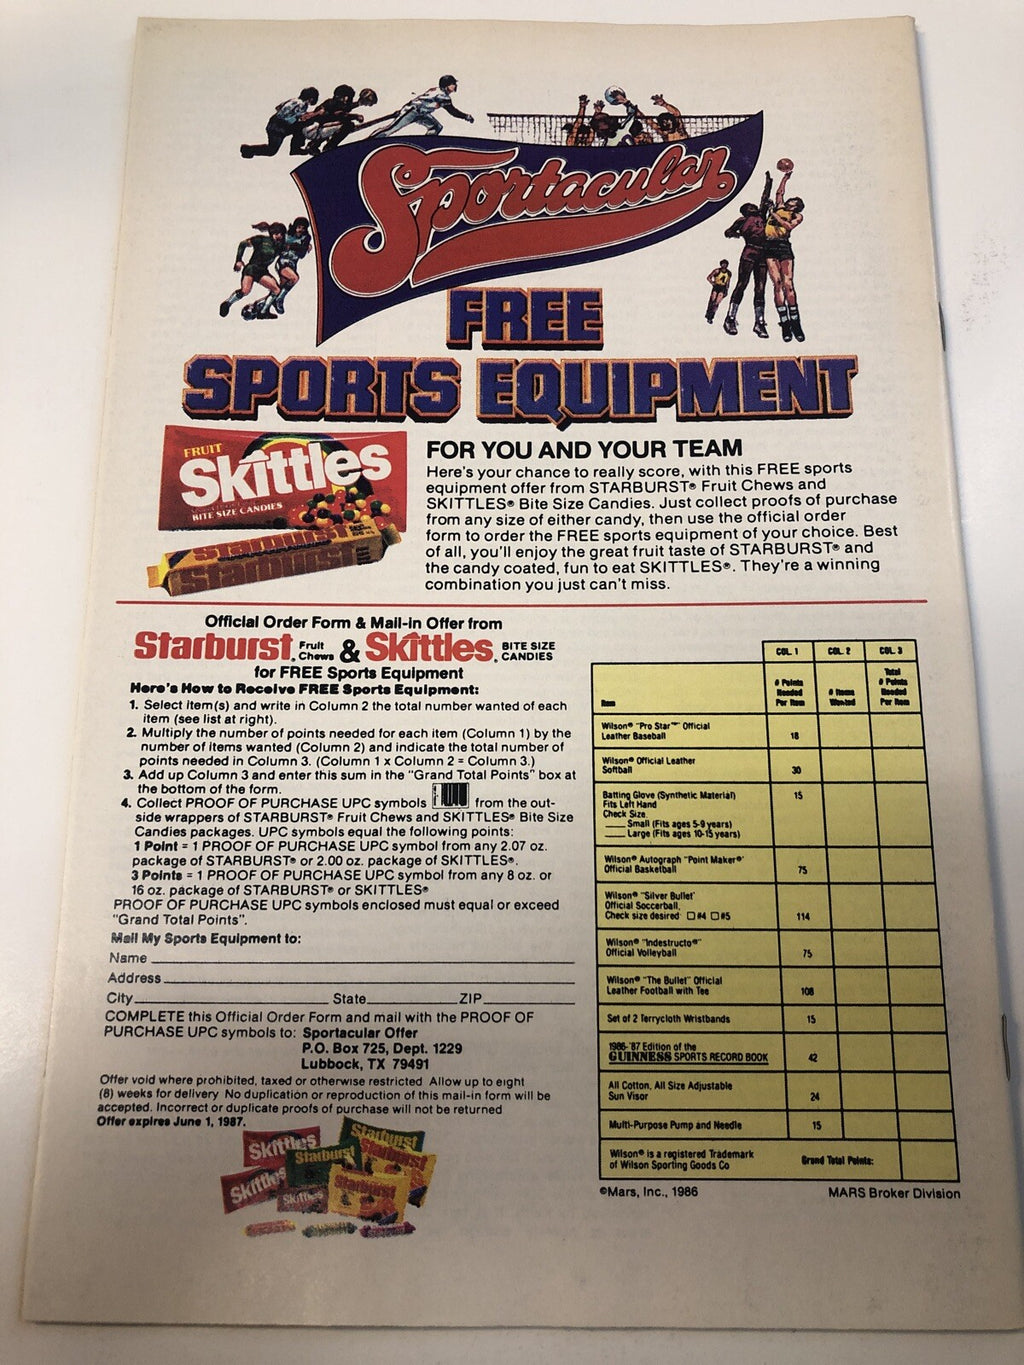 Sportacular
FREE
SPORTS EQUIPMENT
FRUIT
Skittles
BITE SIZE CANDIES
Starburst
Starburst
FOR YOU AND YOUR TEAM
Here's your chance to really score, with this FREE sports
equipment offer from STARBURST® Fruit Chews and
SKITTLES® Bite Size Candies. Just collect proofs of purchase
from any size of either candy, then use the official order
form to order the FREE sports equipment of your choice. Best
of all, you'll enjoy the great fruit taste of STARBURST® and
the candy coated, fun to eat SKITTLES®. They're a winning
combination you just can't miss.
Official Order Form & Mail-in Offer from
Starburst® Fruit Chews & Skittles® BITE SIZE CANDIES
for FREE Sports Equipment
Here's How to Receive FREE Sports Equipment:
1. Select item(s) and write in Column 2 the total number wanted of each
item (see list at right).
2. Multiply the number of points needed for each item (Column 1) by the
number of items wanted (Column 2) and indicate the total number of
points needed in Column 3. (Column 1 x Column 2 = Column 3.)
3. Add up Column 3 and enter this sum in the "Grand Total Points" box at
the bottom of the form.
4. Collect PROOF OF PURCHASE UPC symbols from the out-
side wrappers of STARBURST® Fruit Chews and SKITTLES® Bite Size
Candies packages. UPC symbols equal the following points:
1 Point = 1 PROOF OF PURCHASE UPC symbol from any 2.07 oz.
package of STARBURST® or 2.00 oz. package of SKITTLES®.
3 Points = 1 PROOF OF PURCHASE UPC symbol from any 8 oz. or
16 oz. package of STARBURST® or SKITTLES®
PROOF OF PURCHASE UPC symbols enclosed must equal or exceed
"Grand Total Points".
Mail My Sports Equipment to:
Name
Address
City State ZIP
COMPLETE this Official Order Form and mail with the PROOF OF
PURCHASE UPC symbols to: Sportacular Offer
P.O. Box 725, Dept. 1229
Lubbock, TX 79491
Offer void where prohibited, taxed or otherwise restricted Allow up to eight
(8) weeks for delivery No duplication or reproduction of this mail-in form will be
accepted. Incorrect or duplicate proofs of purchase will not be returned
Offer expires June 1, 1987.
Skittles
Starburst
Starburst
Starburst
Skittles
Skittles
Starburst
COL. 1 COL. 2 COL. 3
Item # Points Needed Per Item # Items Wanted Total # Points Needed Per Item
Wilson® "Pro Star™" Official
Leather Baseball 18
Wilson® Official Leather
Softball 30
Batting Glove (Synthetic Material) 15
Fits Left Hand
Check Size
Small (Fits ages 5-9 years)
Large (Fits ages 10-15 years)
Wilson® Autograph "Point Maker®"
Official Basketball 75
Wilson® "Silver Bullet"
Official Soccerball,
Check size desired □ #4 □ #5 114
Wilson® "Indestructo®"
Official Volleyball 75
Wilson® "The Bullet" Official
Leather Football with Tee 108
Set of 2 Terrycloth Wristbands 15
1986-'87 Edition of the
GUINNESS SPORTS RECORD BOOK 42
All Cotton, All Size Adjustable
Sun Visor 24
Multi-Purpose Pump and Needle 15
Wilson® is a registered Trademark
of Wilson Sporting Goods Co Grand Total Points:
©Mars, Inc., 1986 MARS Broker Division